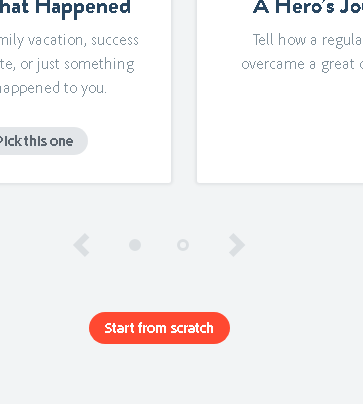 hat Happened
mily vacation, success
te, or just something
happened to you.
Pick this one
A Hero's Jo
Tell how a regula
overcame a great
Start from scratch